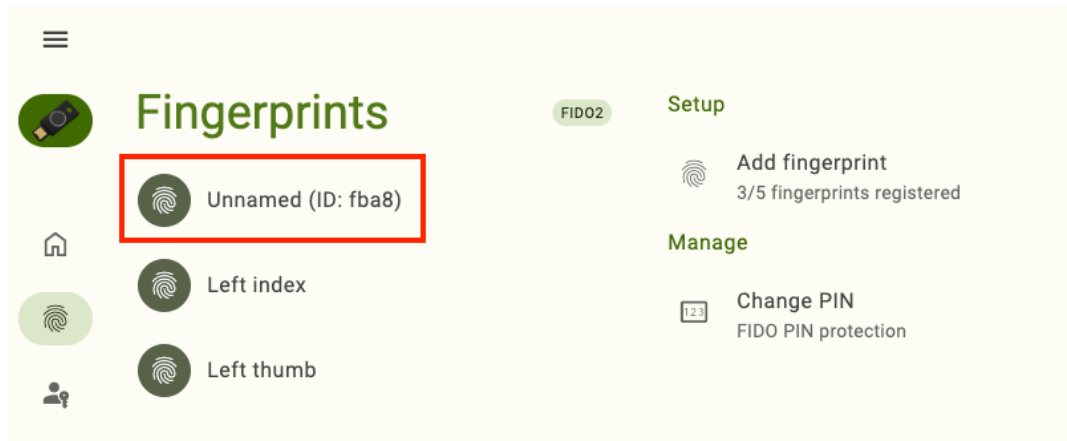 Fingerprints
FIDO2
Unnamed (ID: fba8)
Left index
Left thumb
Setup
Add fingerprint
3/5 fingerprints registered
Manage
123
Change PIN
FIDO PIN protection